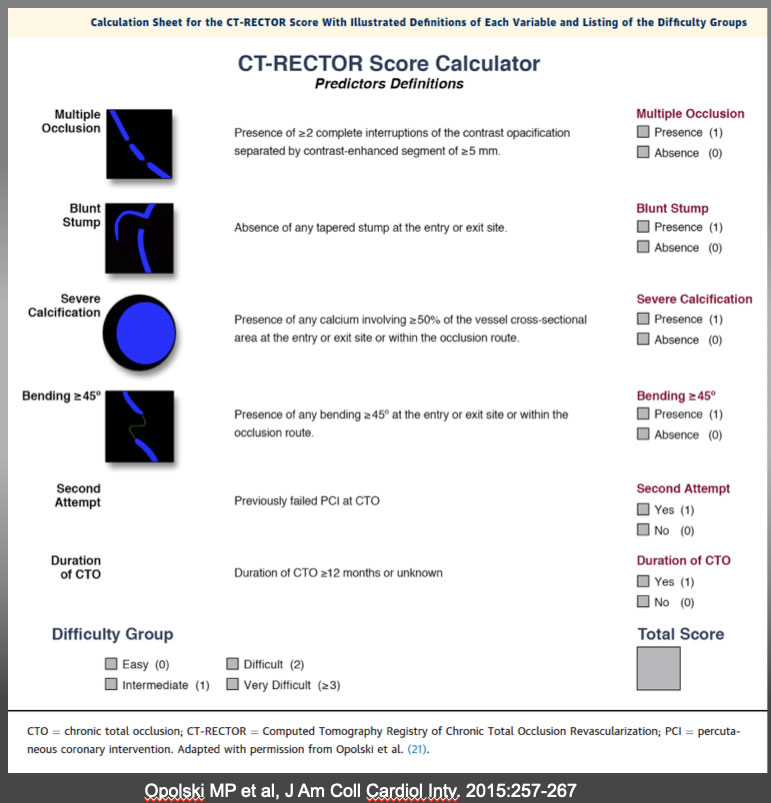 Calculation Sheet for the CT-RECTOR Score With Illustrated Definitions of Each Variable and Listing of the Difficulty Groups
CT-RECTOR Score Calculator
Predictors Definitions
Multiple
Occlusion
Presence of ≥2 complete interruptions of the contrast opacification
separated by contrast-enhanced segment of ≥5 mm.
Multiple Occlusion
Presence (1)
Absence (0)
Blunt
Stump
Absence of any tapered stump at the entry or exit site.
Blunt Stump
Presence (1)
Absence (0)
Severe
Calcification
Presence of any calcium involving ≥50% of the vessel cross-sectional
area at the entry or exit site or within the occlusion route.
Severe Calcification
Presence (1)
Absence (0)
Bending ≥45º
Presence of any bending ≥45º at the entry or exit site or within the
occlusion route.
Bending ≥45º
Presence (1)
Absence (0)
Second
Attempt
Previously failed PCI at CTO
Second Attempt
Yes (1)
No (0)
Duration
of CTO
Duration of CTO ≥12 months or unknown
Duration of CTO
Yes (1)
No (0)
Difficulty Group
Easy (0)
Difficult (2)
Intermediate (1)
Very Difficult (≥3)
Total Score
CTO = chronic total occlusion; CT-RECTOR = Computed Tomography Registry of Chronic Total Occlusion Revascularization; PCI = percuta-
neous coronary intervention. Adapted with permission from Opolski et al. (21).
Opolski MP et al, J Am Coll Cardiol Intv. 2015:257-267